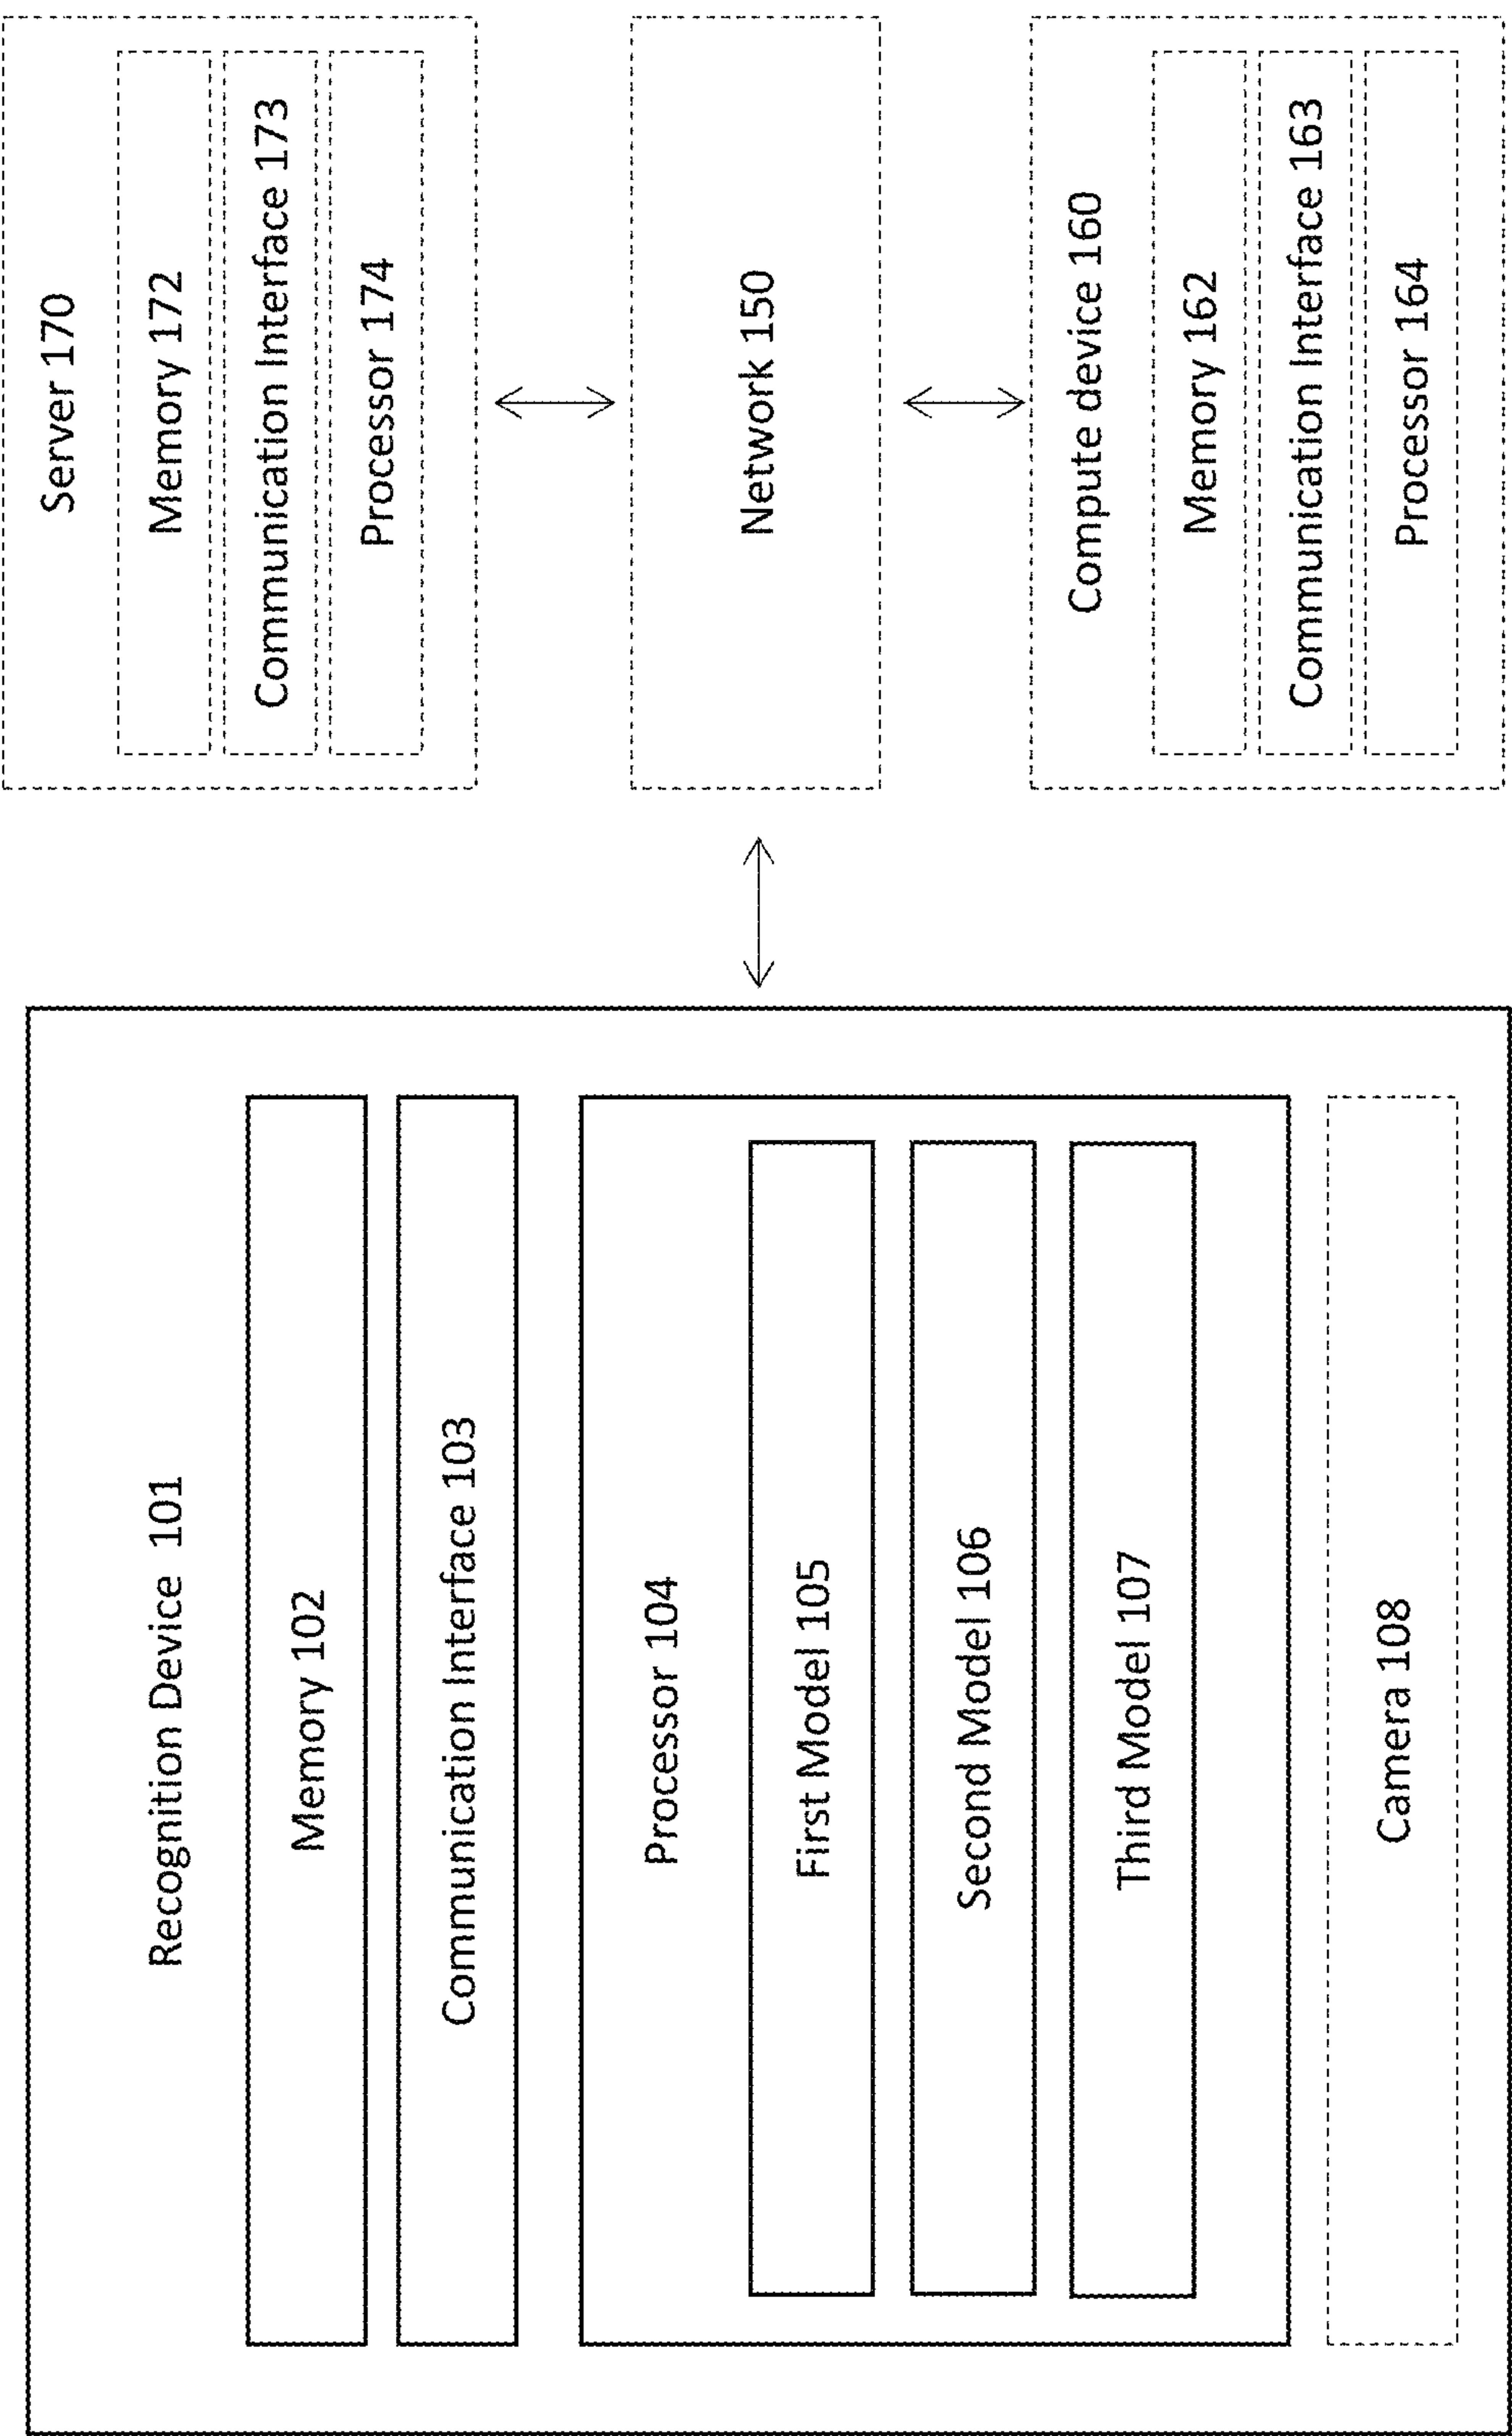 Recognition Device 101
Memory 102
Communication Interface 103
Processor 104
First Model 105
Second Model 106
Third Model 107
Camera 108
Server 170
Memory 172
Communication Interface 173
Processor 174
Network 150
Compute device 160
Memory 162
Communication Interface 163
Processor 164